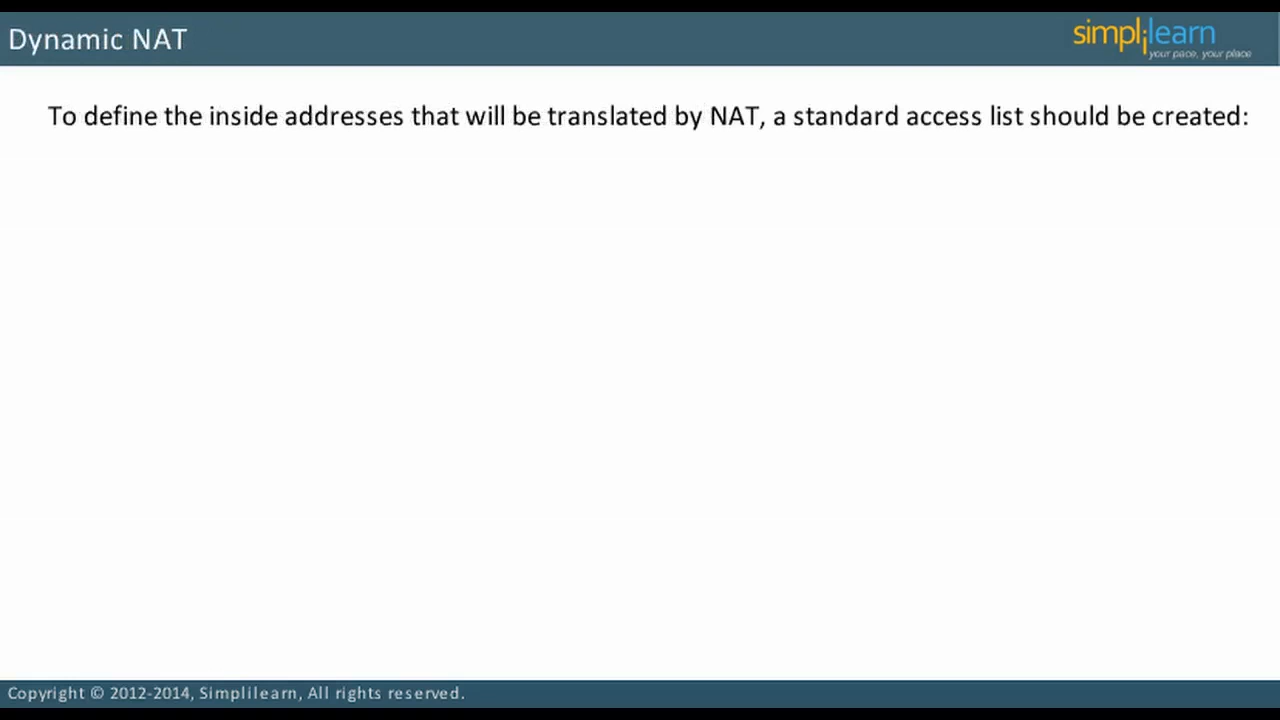 Dynamic NAT
simplilearn
your pace, your place
To define the inside addresses that will be translated by NAT, a standard access list should be created:
Copyright © 2012-2014, Simplilearn, All rights reserved.